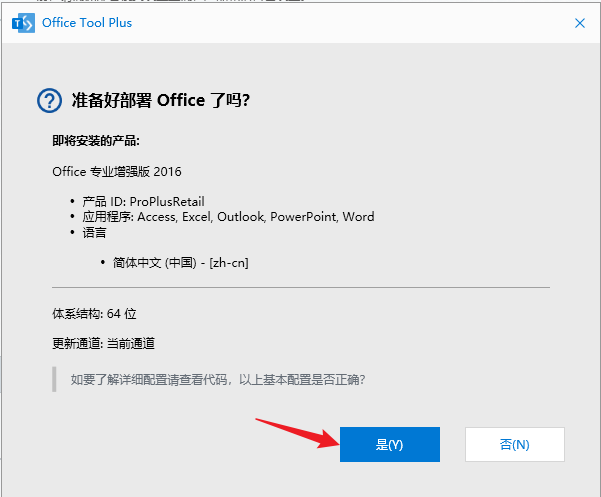 Office Tool Plus
准备好部署 Office 了吗?
即将安装的产品:
Office 专业增强版 2016
• 产品 ID: ProPlusRetail
• 应用程序: Access, Excel, Outlook, PowerPoint, Word
• 语言
• 简体中文 (中国) - [zh-cn]
体系结构: 64 位
更新通道: 当前通道
如要了解详细配置请查看代码，以上基本配置是否正确?
是(Y)
否(N)